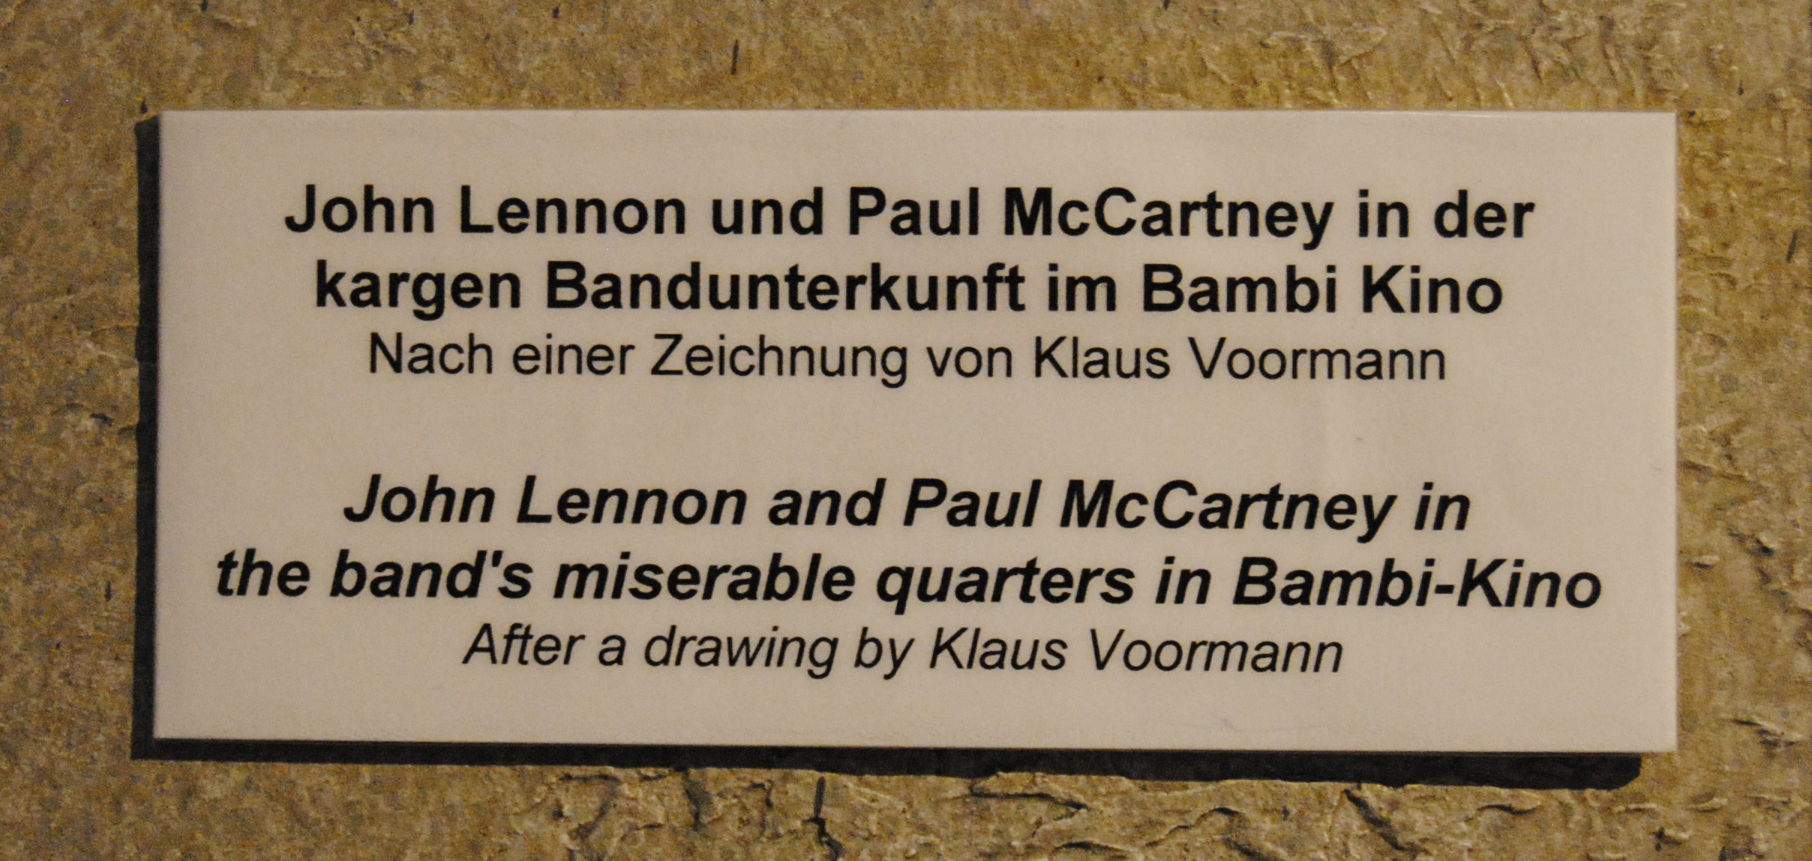 John Lennon und Paul McCartney in der
kargen Bandunterkunft im Bambi Kino
Nach einer Zeichnung von Klaus Voormann
John Lennon and Paul McCartney in
the band's miserable quarters in Bambi-Kino
After a drawing by Klaus Voormann